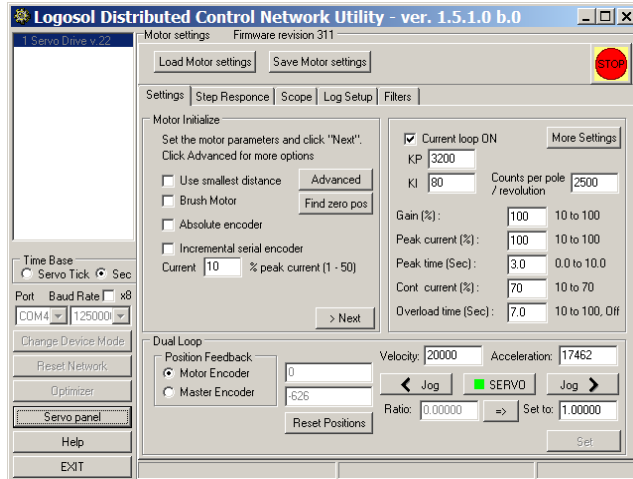 Logosol Distributed Control Network Utility - ver. 1.5.1.0 b.0
1 Servo Drive v.22
Motor settings Firmware revision 311
Load Motor settings Save Motor settings STOP
Settings Step Responce Scope Log Setup Filters
Motor Initialize
Set the motor parameters and click "Next".
Click Advanced for more options
Use smallest distance Advanced
Brush Motor Find zero pos
Absolute encoder
Incremental serial encoder
Current 10 % peak current (1 - 50)
> Next
Current loop ON More Settings
KP 3200
KI 80 Counts per pole / revolution 2500
Gain (%) : 100 10 to 100
Peak current (%) : 100 10 to 100
Peak time (Sec) : 3.0 0.0 to 10.0
Cont current (%) : 70 10 to 70
Overload time (Sec) : 7.0 10 to 100, Off
Time Base
Servo Tick Sec
Port Baud Rate x8
COM4 125000
Change Device Mode
Reset Network
Optimizer
Servo panel
Help
EXIT
Dual Loop
Position Feedback
Motor Encoder 0
Master Encoder -626
Reset Positions
Velocity: 20000 Acceleration: 17462
Jog SERVO Jog
Ratio: 0.00000 => Set to: 1.00000
Set